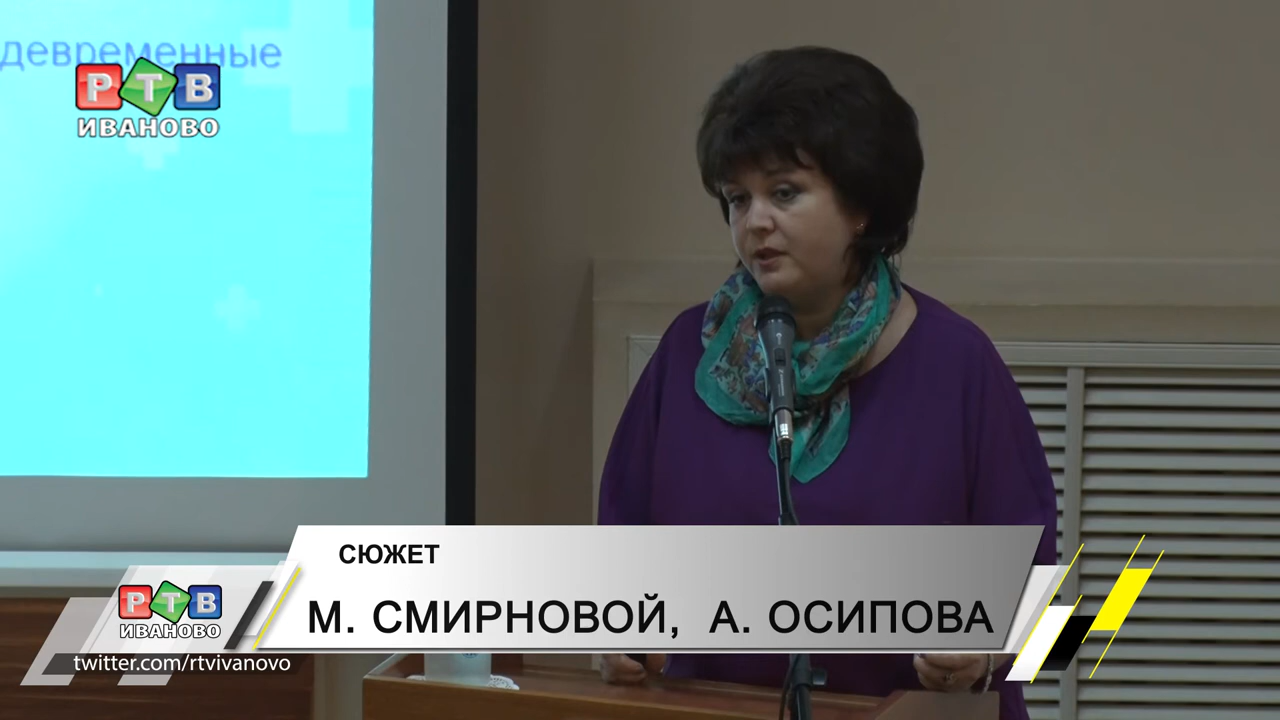 девременные
РТВ
ИВАНОВО
СЮЖЕТ
М. СМИРНОВОЙ, А. ОСИПОВА
РТВ
ИВАНОВО
twitter.com/rtvivanovo